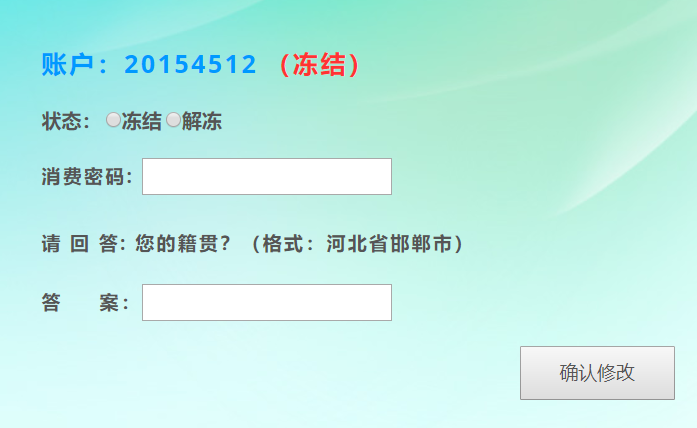 账户：20154512 （冻结）
状态： 冻结 解冻
消费密码:
请 回 答: 您的籍贯？（格式：河北省邯郸市）
答 案：
确认修改